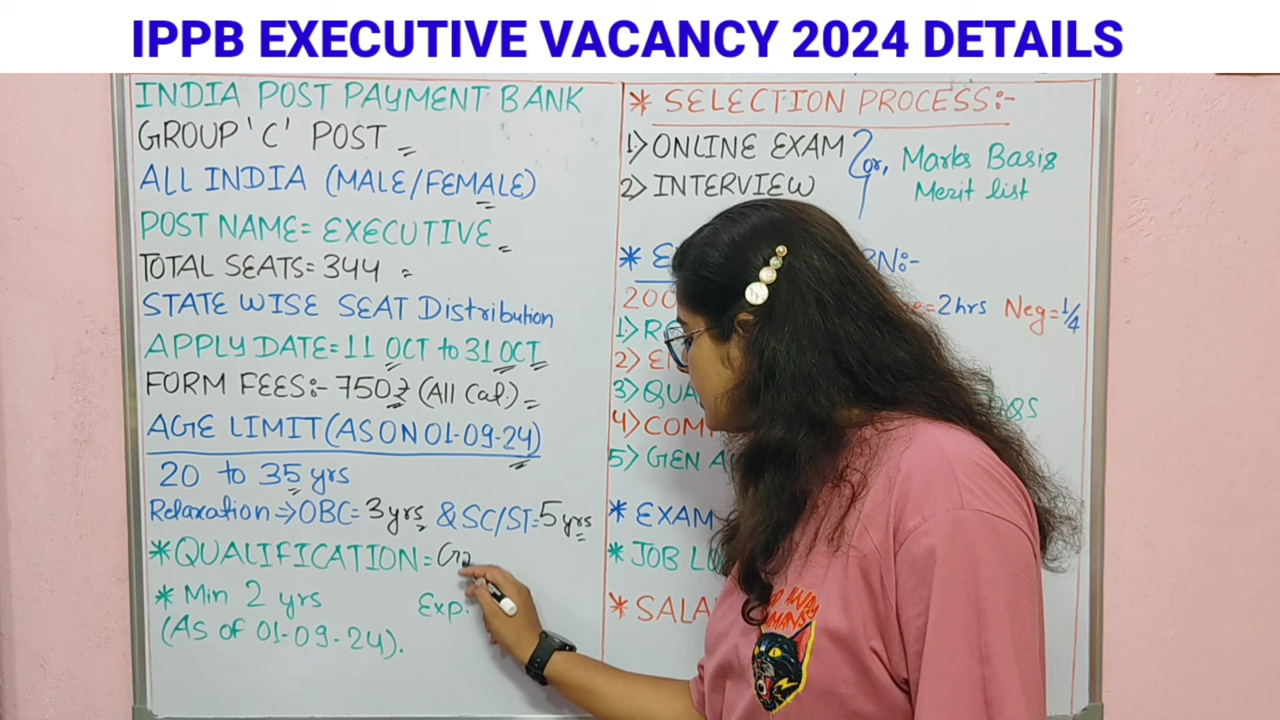 IPPB EXECUTIVE VACANCY 2024 DETAILS
INDIA POST PAYMENT BANK
GROUP 'C' POST
ALL INDIA (MALE/FEMALE)
POST NAME= EXECUTIVE
TOTAL SEATS= 344
STATE WISE SEAT Distribution
APPLY DATE= 11 OCT to 31 OCT
FORM FEES:- 750₹ (All Cat.)
AGE LIMIT(AS ON 01-09-24)
20 to 35 yrs
Relaxation ⇒ OBC= 3yrs & SC/ST= 5yrs
*QUALIFICATION=
* Min 2 yrs Exp.
(As of 01-09-24).
* SELECTION PROCESS:-
1> ONLINE EXAM } or, Marks Basis
2> INTERVIEW Merit list
RN:-
200 =2hrs Neg=1/4
1>
2>
3>
4>
5> GEN
* EXAM
* JOB
*